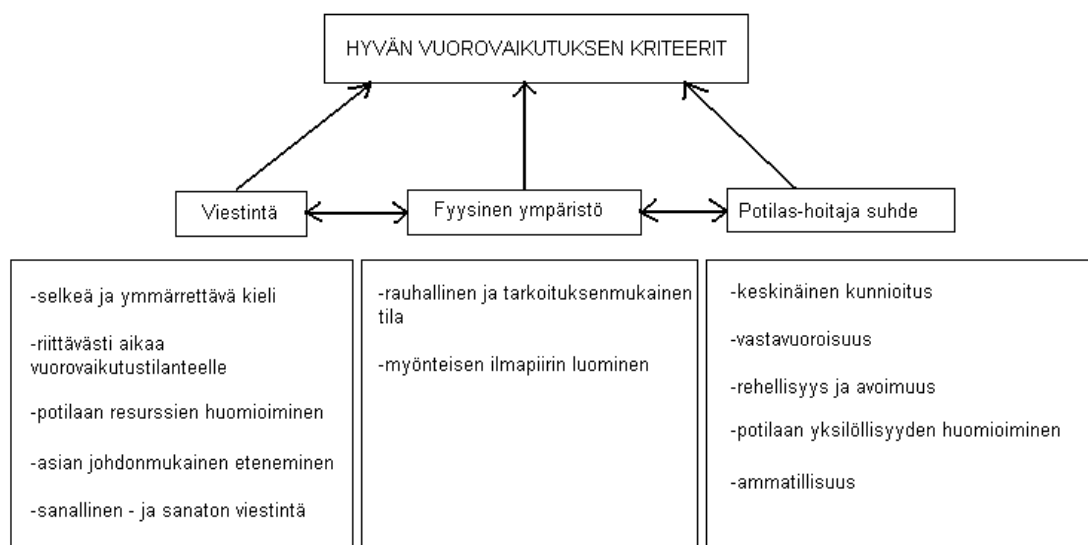 HYVÄN VUOROVAIKUTUKSEN KRITEERIT
Viestintä
Fyysinen ympäristö
Potilas-hoitaja suhde
-selkeä ja ymmärrettävä kieli
-riittävästi aikaa
vuorovaikutustilanteelle
-potilaan resurssien huomioiminen
-asian johdonmukainen eteneminen
-sanallinen - ja sanaton viestintä
-rauhallinen ja tarkoituksenmukainen
tila
-myönteisen ilmapiirin luominen
-keskinäinen kunnioitus
-vastavuoroisuus
-rehellisyys ja avoimuus
-potilaan yksilöllisyyden huomioiminen
-ammatillisuus